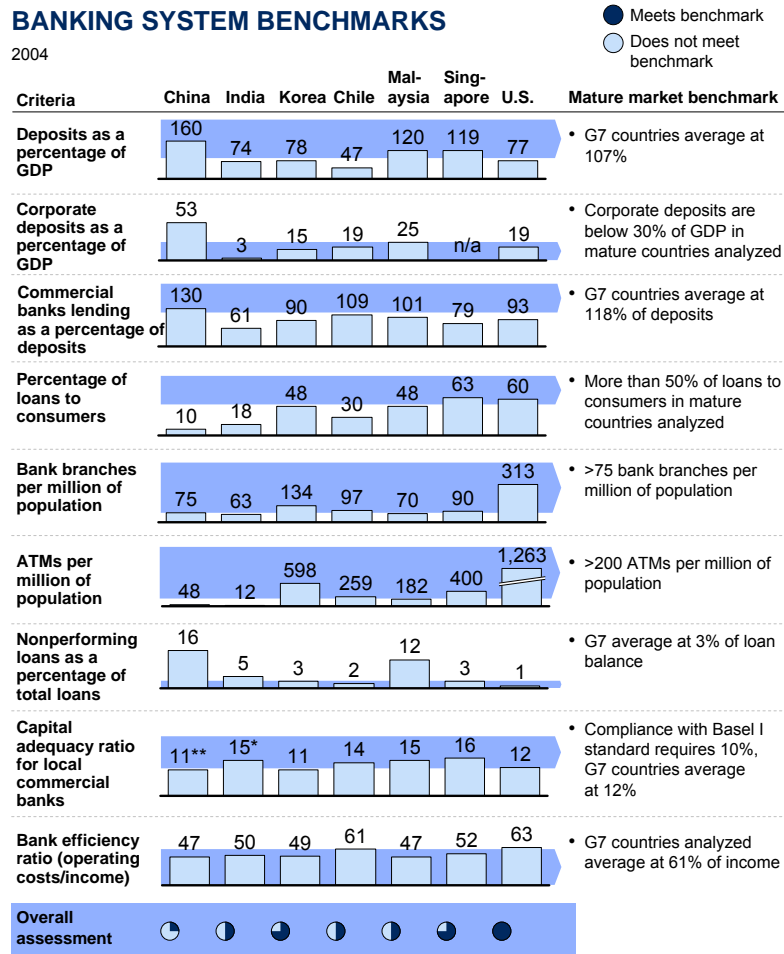 BANKING SYSTEM BENCHMARKS
2004
Meets benchmark
Does not meet
benchmark
Criteria China India Korea Chile Mal-
aysia Sing-
apore U.S. Mature market benchmark
Deposits as a
percentage of
GDP
160 74 78 47 120 119 77
• G7 countries average at
107%
Corporate
deposits as a
percentage of
GDP
53 3 15 19 25 n/a 19
• Corporate deposits are
below 30% of GDP in
mature countries analyzed
Commercial
banks lending
as a percentage of
deposits
130 61 90 109 101 79 93
• G7 countries average at
118% of deposits
Percentage of
loans to
consumers
10 18 48 30 48 63 60
• More than 50% of loans to
consumers in mature
countries analyzed
Bank branches
per million of
population
75 63 134 97 70 90 313
• >75 bank branches per
million of population
ATMs per
million of
population
48 12 598 259 182 400 1,263
• >200 ATMs per million of
population
Nonperforming
loans as a
percentage of
total loans
16 5 3 2 12 3 1
• G7 average at 3% of loan
balance
Capital
adequacy ratio
for local
commercial
banks
11** 15* 11 14 15 16 12
• Compliance with Basel I
standard requires 10%,
G7 countries average
at 12%
Bank efficiency
ratio (operating
costs/income)
47 50 49 61 47 52 63
• G7 countries analyzed
average at 61% of income
Overall
assessment